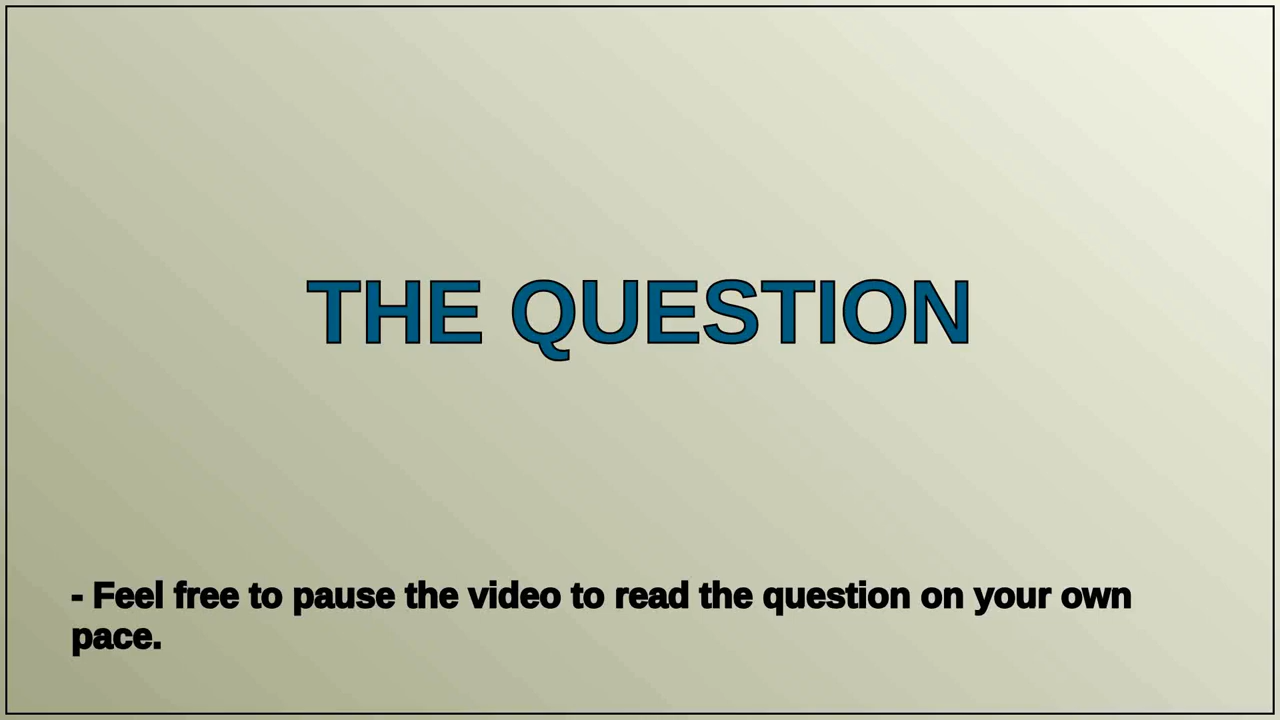 THE QUESTION
- Feel free to pause the video to read the question on your own
pace.